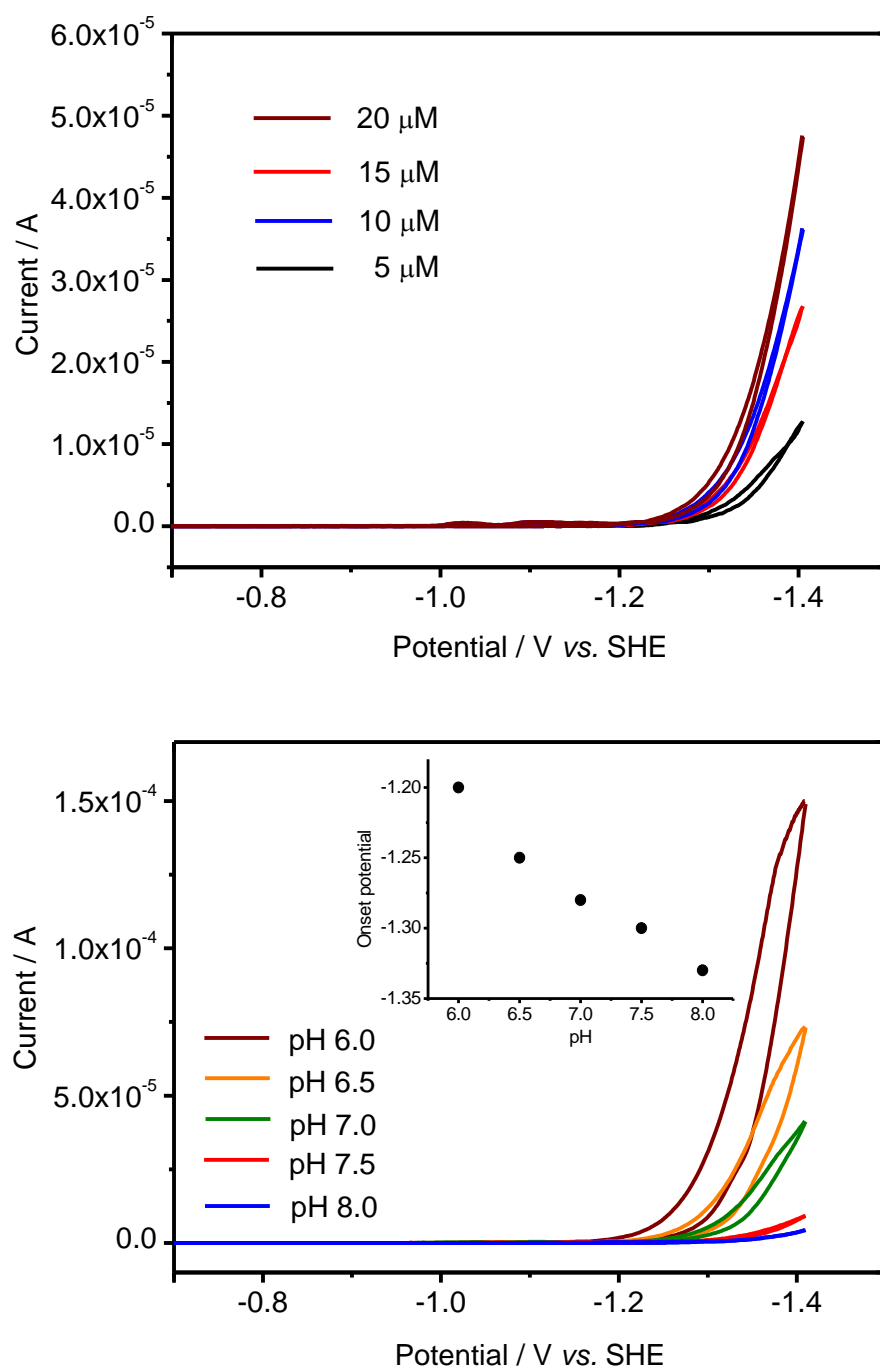 6.0x10⁻⁵
5.0x10⁻⁵
4.0x10⁻⁵
3.0x10⁻⁵
2.0x10⁻⁵
1.0x10⁻⁵
0.0
Current / A
20 μM
15 μM
10 μM
5 μM
-0.8 -1.0 -1.2 -1.4
Potential / V vs. SHE
1.5x10⁻⁴
1.0x10⁻⁴
5.0x10⁻⁵
0.0
Current / A
-1.20
-1.25
-1.30
-1.35
Onset potential
6.0 6.5 7.0 7.5 8.0
pH
pH 6.0
pH 6.5
pH 7.0
pH 7.5
pH 8.0
-0.8 -1.0 -1.2 -1.4
Potential / V vs. SHE